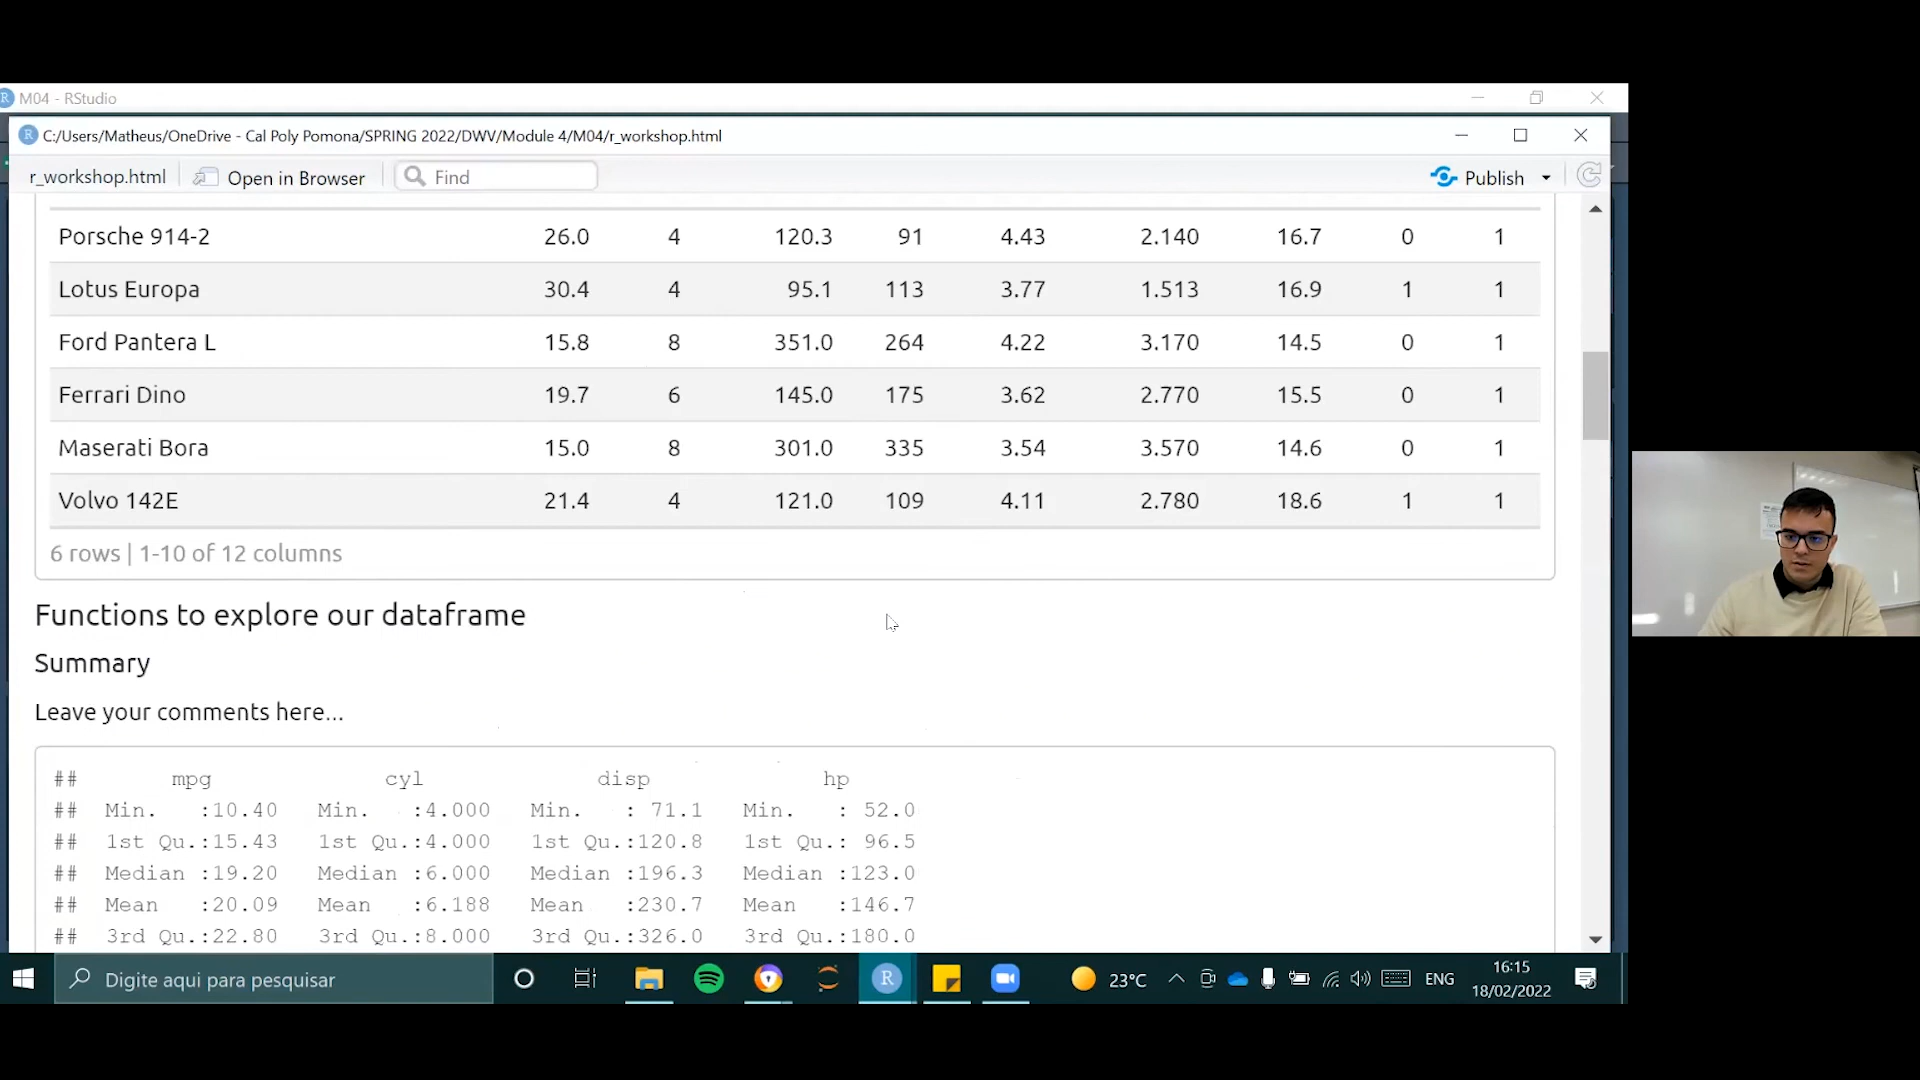 M04 - RStudio
C:/Users/Matheus/OneDrive - Cal Poly Pomona/SPRING 2022/DWV/Module 4/M04/r_workshop.html
r_workshop.html Open in Browser Find Publish
Porsche 914-2 26.0 4 120.3 91 4.43 2.140 16.7 0 1
Lotus Europa 30.4 4 95.1 113 3.77 1.513 16.9 1 1
Ford Pantera L 15.8 8 351.0 264 4.22 3.170 14.5 0 1
Ferrari Dino 19.7 6 145.0 175 3.62 2.770 15.5 0 1
Maserati Bora 15.0 8 301.0 335 3.54 3.570 14.6 0 1
Volvo 142E 21.4 4 121.0 109 4.11 2.780 18.6 1 1
6 rows | 1-10 of 12 columns
Functions to explore our dataframe
Summary
Leave your comments here...
## mpg cyl disp hp
## Min. :10.40 Min. :4.000 Min. : 71.1 Min. : 52.0
## 1st Qu.:15.43 1st Qu.:4.000 1st Qu.:120.8 1st Qu.: 96.5
## Median :19.20 Median :6.000 Median :196.3 Median :123.0
## Mean :20.09 Mean :6.188 Mean :230.7 Mean :146.7
## 3rd Qu.:22.80 3rd Qu.:8.000 3rd Qu.:326.0 3rd Qu.:180.0
Digite aqui para pesquisar 23°C ENG 16:15
18/02/2022